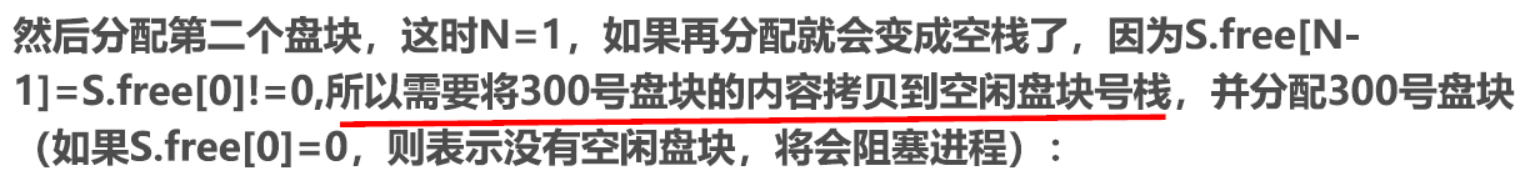 然后分配第二个盘块，这时N=1，如果再分配就会变成空栈了，因为S.free[N-
1]=S.free[0]!=0,所以需要将300号盘块的内容拷贝到空闲盘块号栈，并分配300号盘块
（如果S.free[0]=0，则表示没有空闲盘块，将会阻塞进程）：